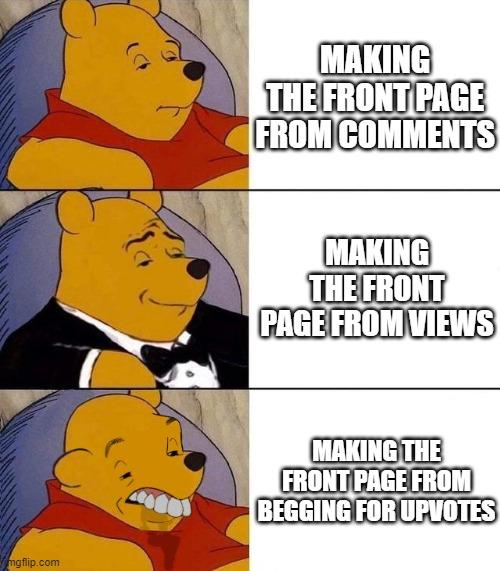 MAKING
THE FRONT PAGE
FROM COMMENTS
MAKING
THE FRONT
PAGE FROM VIEWS
MAKING THE
FRONT PAGE FROM
BEGGING FOR UPVOTES
imgflip.com